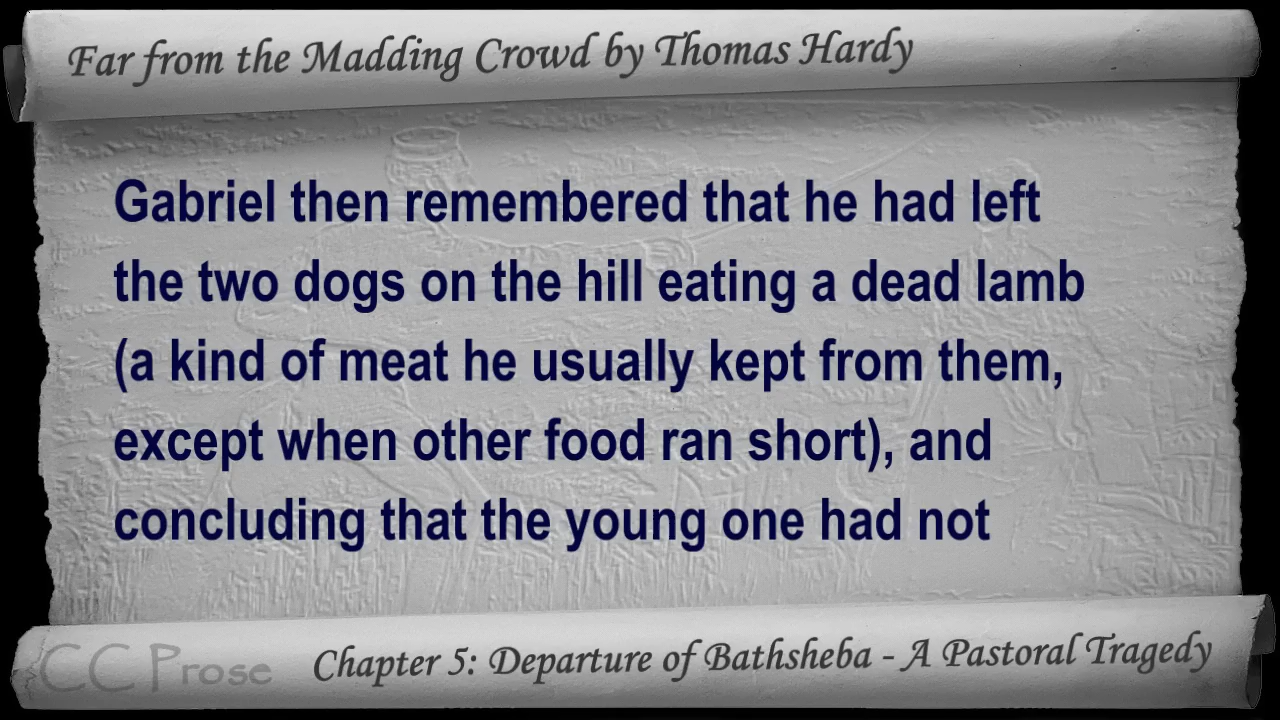 Far from the Madding Crowd by Thomas Hardy
Gabriel then remembered that he had left
the two dogs on the hill eating a dead lamb
(a kind of meat he usually kept from them,
except when other food ran short), and
concluding that the young one had not
CC Prose
Chapter 5: Departure of Bathsheba - A Pastoral Tragedy